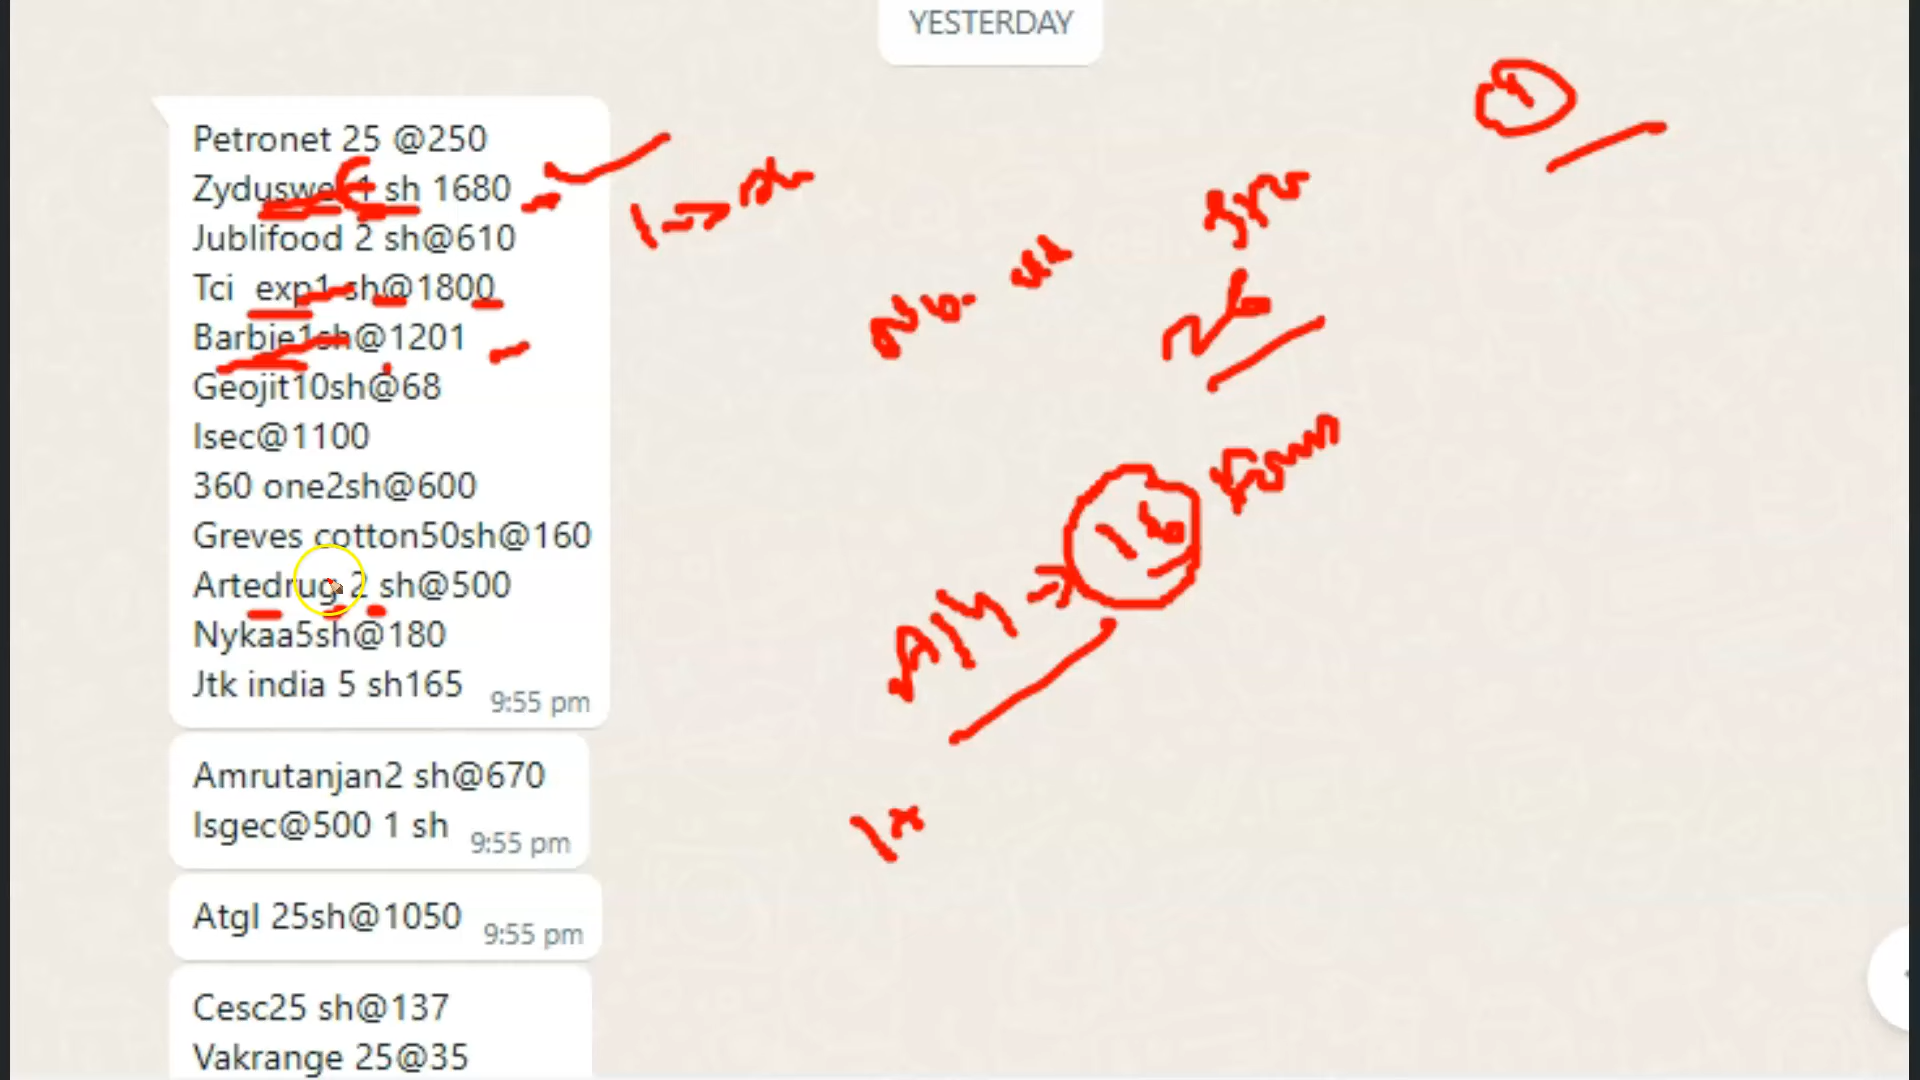 YESTERDAY
Petronet 25 @250
Zyduswel 1 sh 1680
Jublifood 2 sh@610
Tci exp1 sh@1800
Barbie1sh@1201
Geojit10sh@68
Isec@1100
360 one2sh@600
Greves cotton50sh@160
Artedrug 2 sh@500
Nykaa5sh@180
Jtk india 5 sh165
9:55 pm
Amrutanjan2 sh@670
Isgec@500 1 sh
9:55 pm
Atgl 25sh@1050
9:55 pm
Cesc25 sh@137
Vakrange 25@35